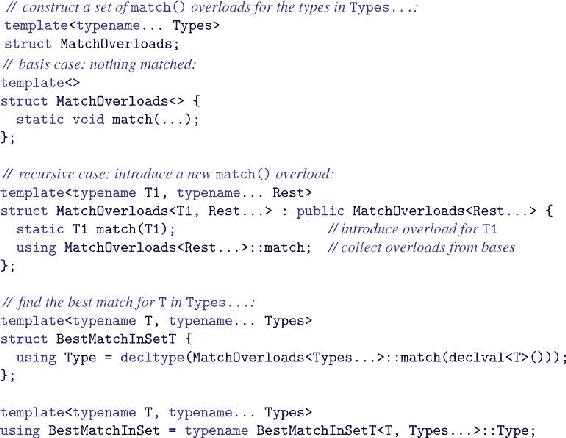 // construct a set of match() overloads for the types in Types...:
template<typename... Types>
struct MatchOverloads;
// basis case: nothing matched:
template<>
struct MatchOverloads<> {
static void match(...);
};
// recursive case: introduce a new match() overload:
template<typename T1, typename... Rest>
struct MatchOverloads<T1, Rest...> : public MatchOverloads<Rest...> {
static T1 match(T1); // introduce overload for T1
using MatchOverloads<Rest...>::match; // collect overloads from bases
};
// find the best match for T in Types...:
template<typename T, typename... Types>
struct BestMatchInSetT {
using Type = decltype(MatchOverloads<Types...>::match(declval<T>()));
};
template<typename T, typename... Types>
using BestMatchInSet = typename BestMatchInSetT<T, Types...>::Type;